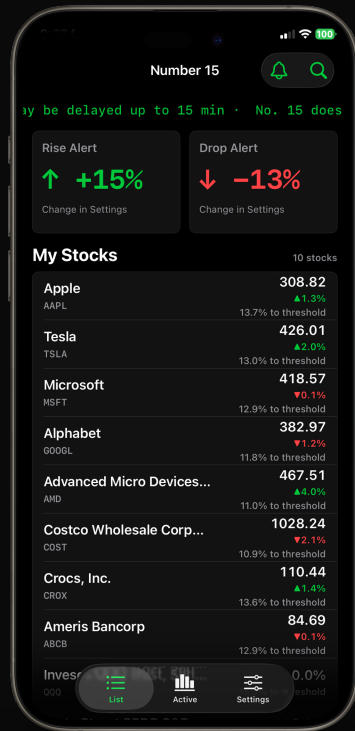 100
Number 15
ay be delayed up to 15 min · No. 15 does
Rise Alert
Drop Alert
↑ +15%
↓ −13%
Change in Settings
Change in Settings
My Stocks
10 stocks
Apple
308.82
AAPL
▲1.3%
13.7% to threshold
Tesla
426.01
TSLA
▲2.0%
13.0% to threshold
Microsoft
418.57
MSFT
▼0.1%
12.9% to threshold
Alphabet
382.97
GOOGL
▼1.2%
11.8% to threshold
Advanced Micro Devices...
467.51
AMD
▲4.0%
11.0% to threshold
Costco Wholesale Corp...
1028.24
COST
▼2.1%
10.9% to threshold
Crocs, Inc.
110.44
CROX
▲1.4%
13.6% to threshold
Ameris Bancorp
84.69
ABCB
▼0.1%
12.9% to threshold
QQQ
List
Active
Settings